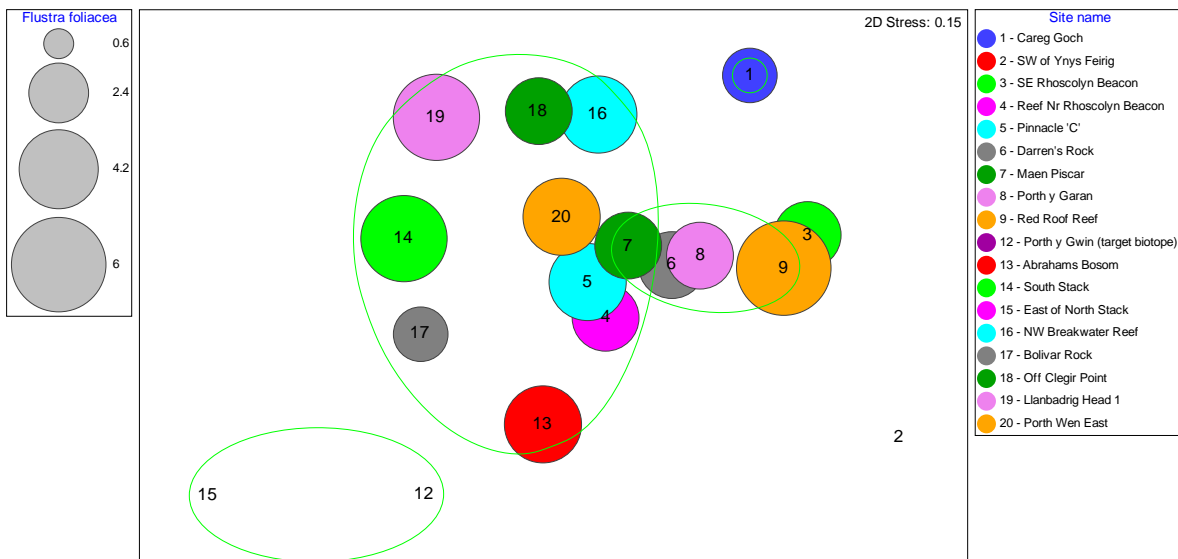 Flustra foliacea
0.6
2.4
4.2
6
2D Stress: 0.15
1
19
18
16
20
14
7
3
8
6
9
5
4
17
13
2
15
12
Site name
1 - Careg Goch
2 - SW of Ynys Feirig
3 - SE Rhoscolyn Beacon
4 - Reef Nr Rhoscolyn Beacon
5 - Pinnacle 'C'
6 - Darren's Rock
7 - Maen Piscar
8 - Porth y Garan
9 - Red Roof Reef
12 - Porth y Gwin (target biotope)
13 - Abrahams Bosom
14 - South Stack
15 - East of North Stack
16 - NW Breakwater Reef
17 - Bolivar Rock
18 - Off Clegir Point
19 - Llanbadrig Head 1
20 - Porth Wen East